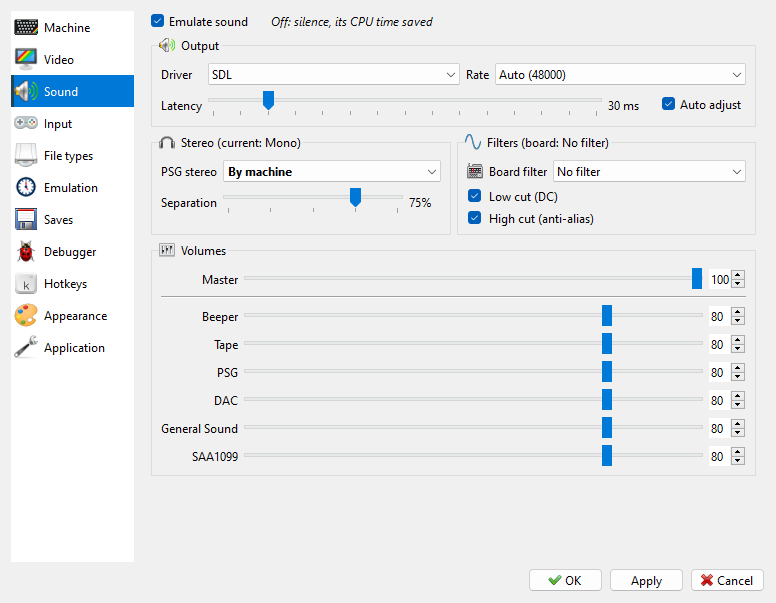 Machine
Video
Sound
Input
File types
Emulation
Saves
Debugger
k Hotkeys
Appearance
Application
Emulate sound Off: silence, its CPU time saved
Output
Driver SDL Rate Auto (48000)
Latency 30 ms Auto adjust
Stereo (current: Mono)
PSG stereo By machine
Separation 75%
Filters (board: No filter)
Board filter No filter
Low cut (DC)
High cut (anti-alias)
Volumes
Master 100
Beeper 80
Tape 80
PSG 80
DAC 80
General Sound 80
SAA1099 80
OK Apply Cancel